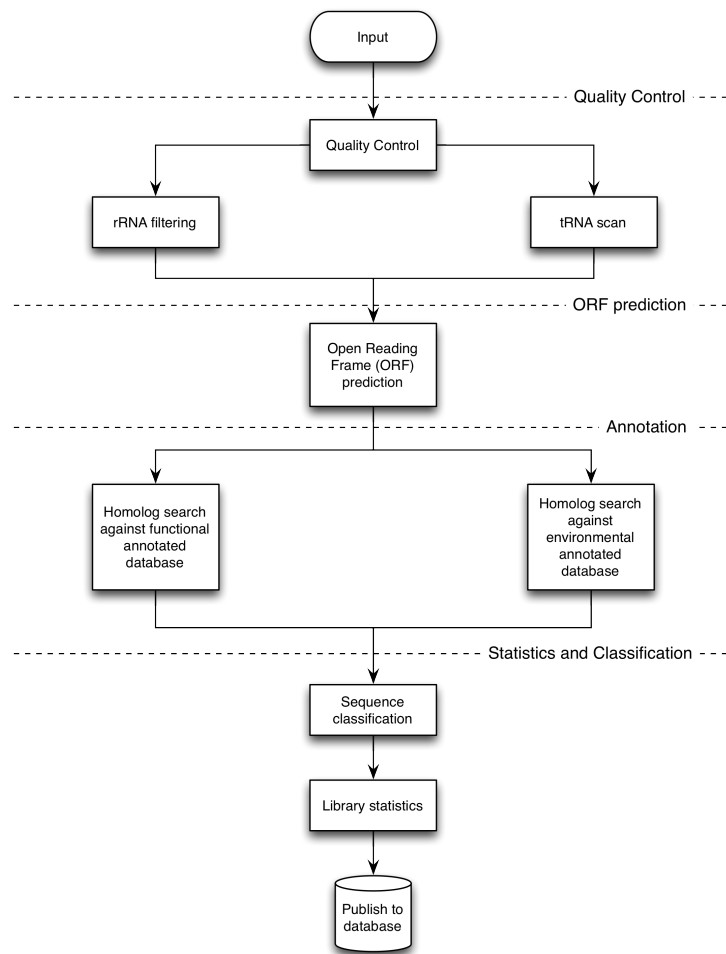 Input
Quality Control
Quality Control
rRNA filtering
tRNA scan
ORF prediction
Open Reading
Frame (ORF)
prediction
Annotation
Homolog search
against functional
annotated
database
Homolog search
against
environmental
annotated
database
Statistics and Classification
Sequence
classification
Library statistics
Publish to
database